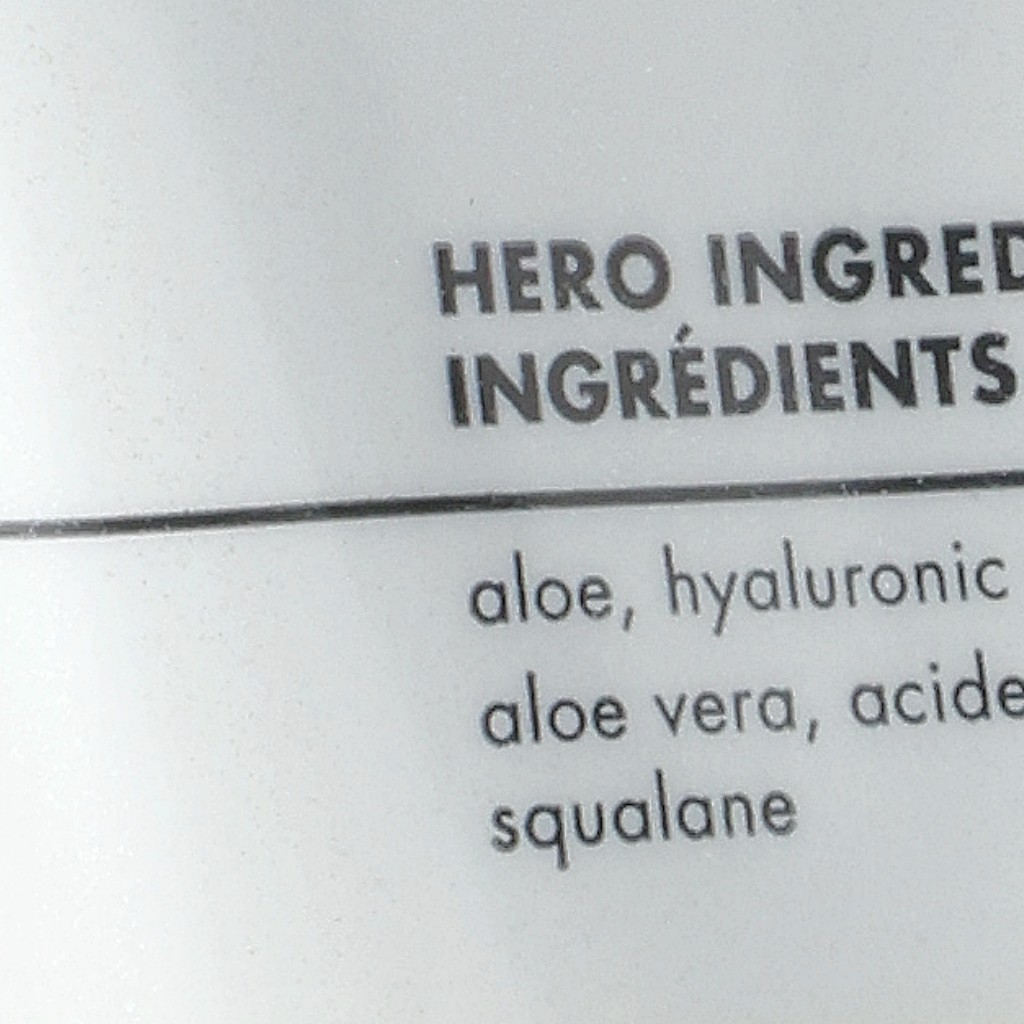 HERO INGRED
INGRÉDIENTS
aloe, hyaluronic
aloe vera, acide
squalane